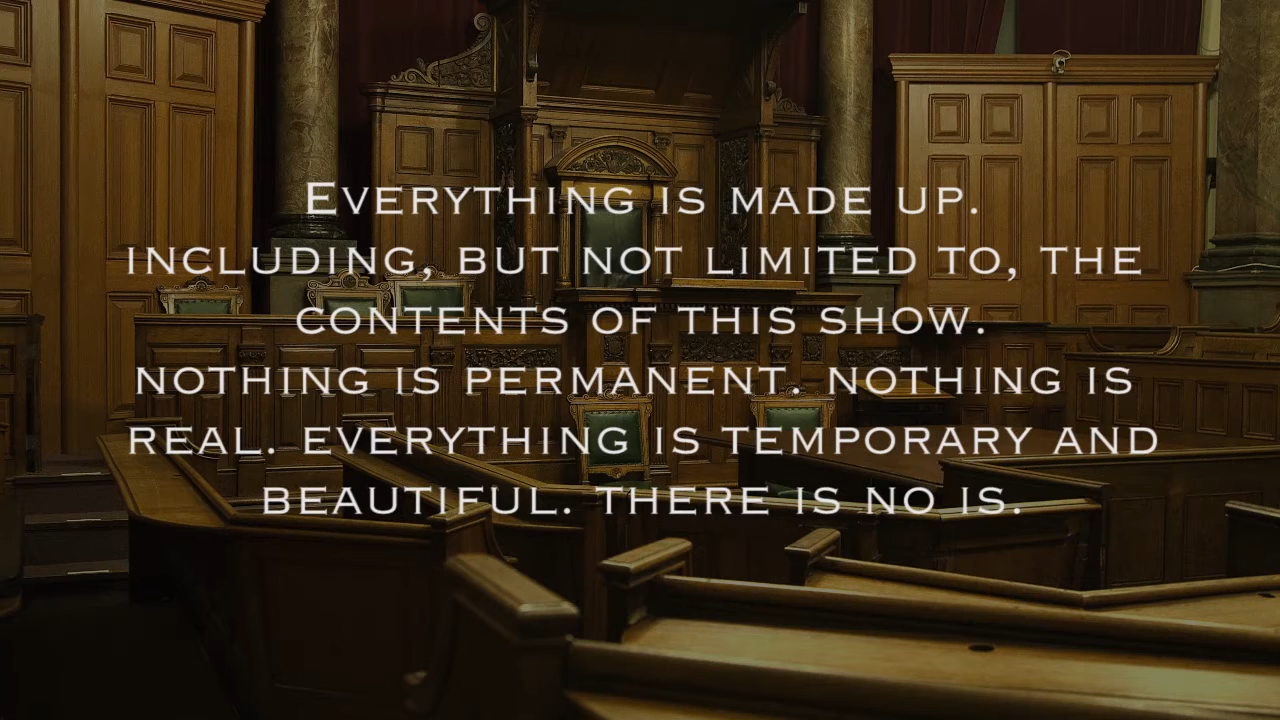 Everything is made up.
including, but not limited to, the
contents of this show.
nothing is permanent. nothing is
real. everything is temporary and
beautiful. there is no is.